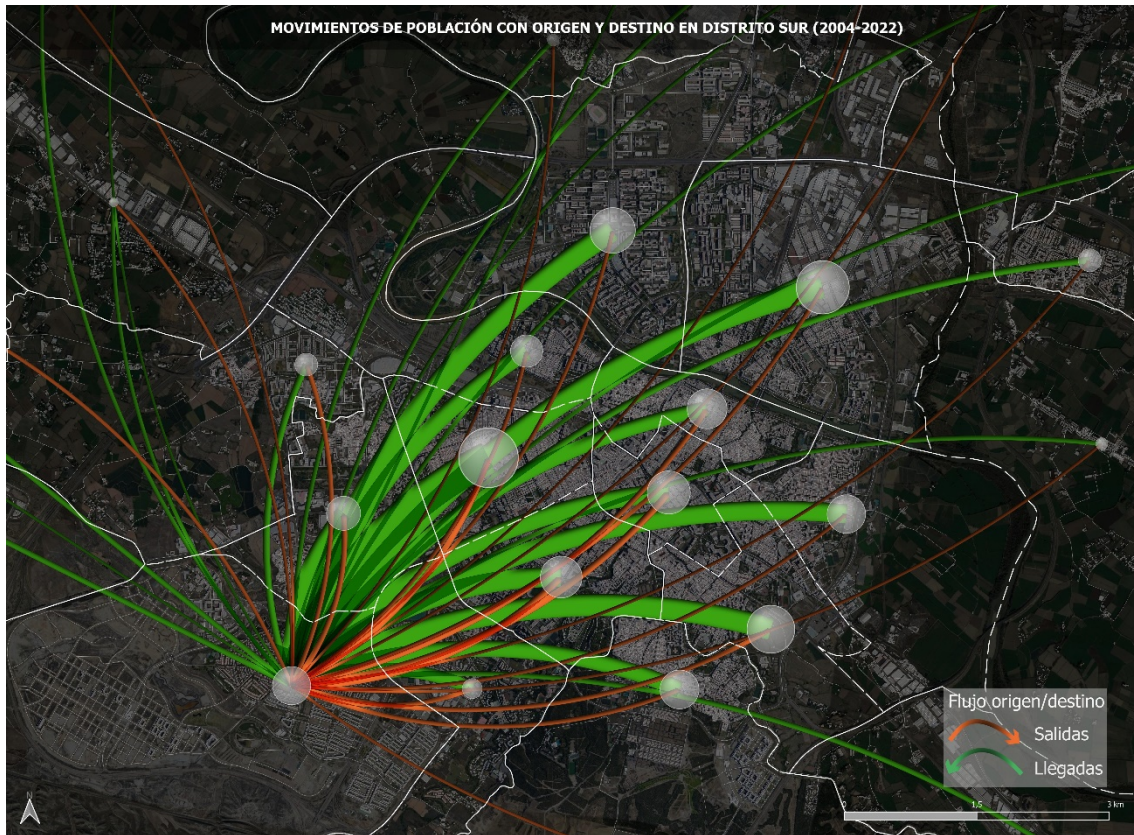 MOVIMIENTOS DE POBLACIÓN CON ORIGEN Y DESTINO EN DISTRITO SUR (2004-2022)
Flujo origen/destino
Salidas
Llegadas
N
0 1,5 3 km